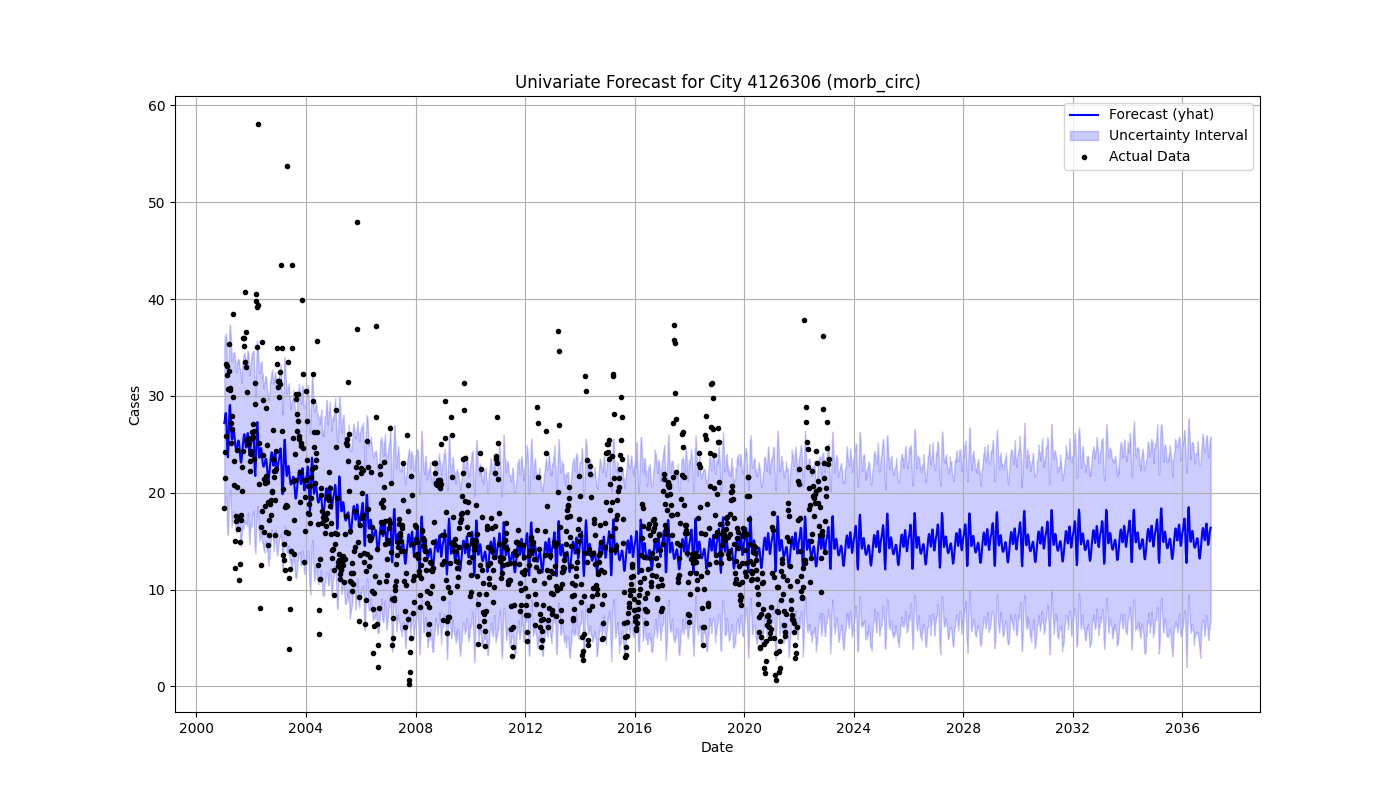 Univariate Forecast for City 4126306 (morb_circ)
Forecast (yhat)
Uncertainty Interval
Actual Data
60
50
40
30
20
10
0
Cases
2000
2004
2008
2012
2016
2020
2024
2028
2032
2036
Date